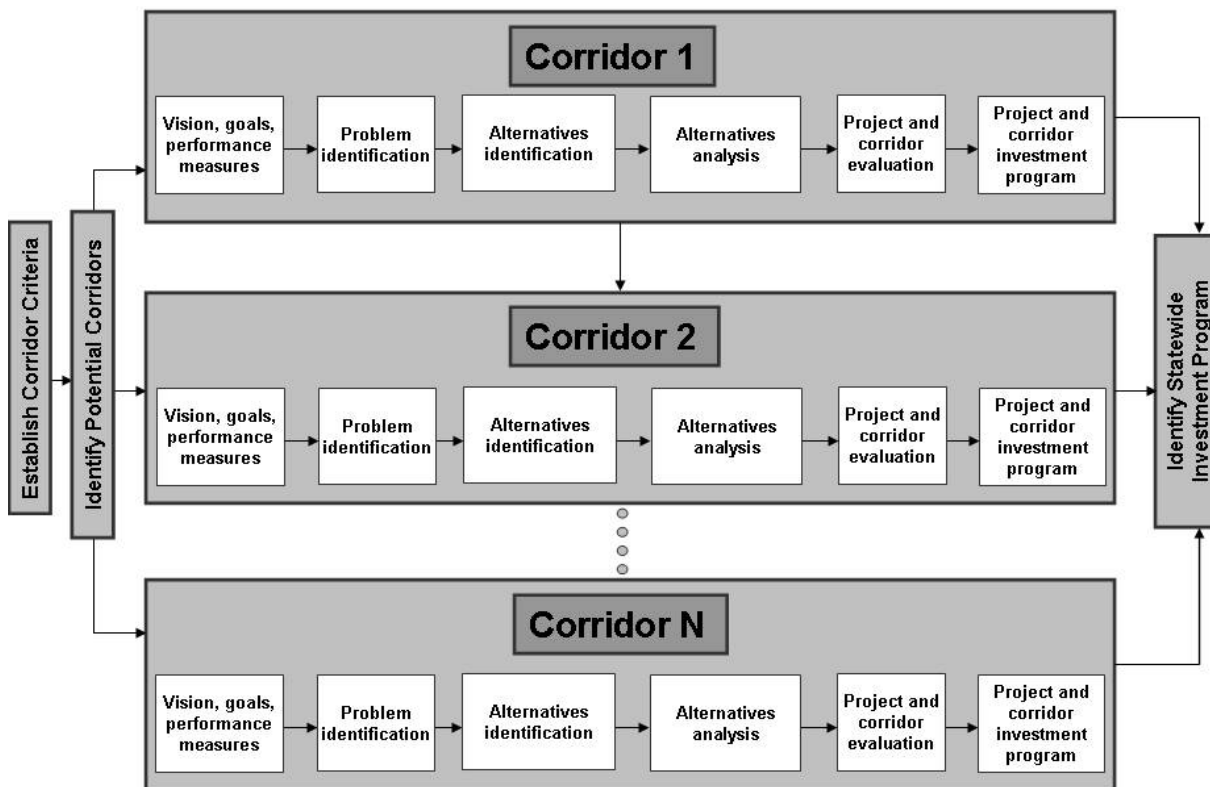 Establish Corridor Criteria
Identify Potential Corridors
Corridor 1
Vision, goals,
performance
measures
Problem
identification
Alternatives
identification
Alternatives
analysis
Project and
corridor
evaluation
Project and
corridor
investment
program
Corridor 2
Vision, goals,
performance
measures
Problem
identification
Alternatives
identification
Alternatives
analysis
Project and
corridor
evaluation
Project and
corridor
investment
program
Corridor N
Vision, goals,
performance
measures
Problem
identification
Alternatives
identification
Alternatives
analysis
Project and
corridor
evaluation
Project and
corridor
investment
program
Identify Statewide
Investment Program